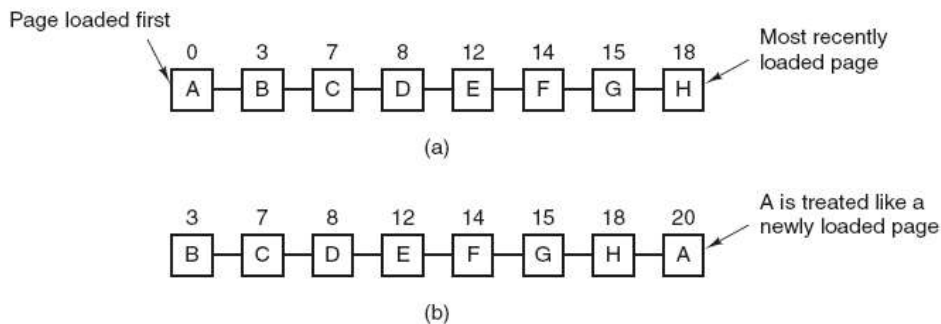 Page loaded first
0 3 7 8 12 14 15 18
Most recently
loaded page
A B C D E F G H
(a)
A is treated like a
newly loaded page
3 7 8 12 14 15 18 20
B C D E F G H A
(b)